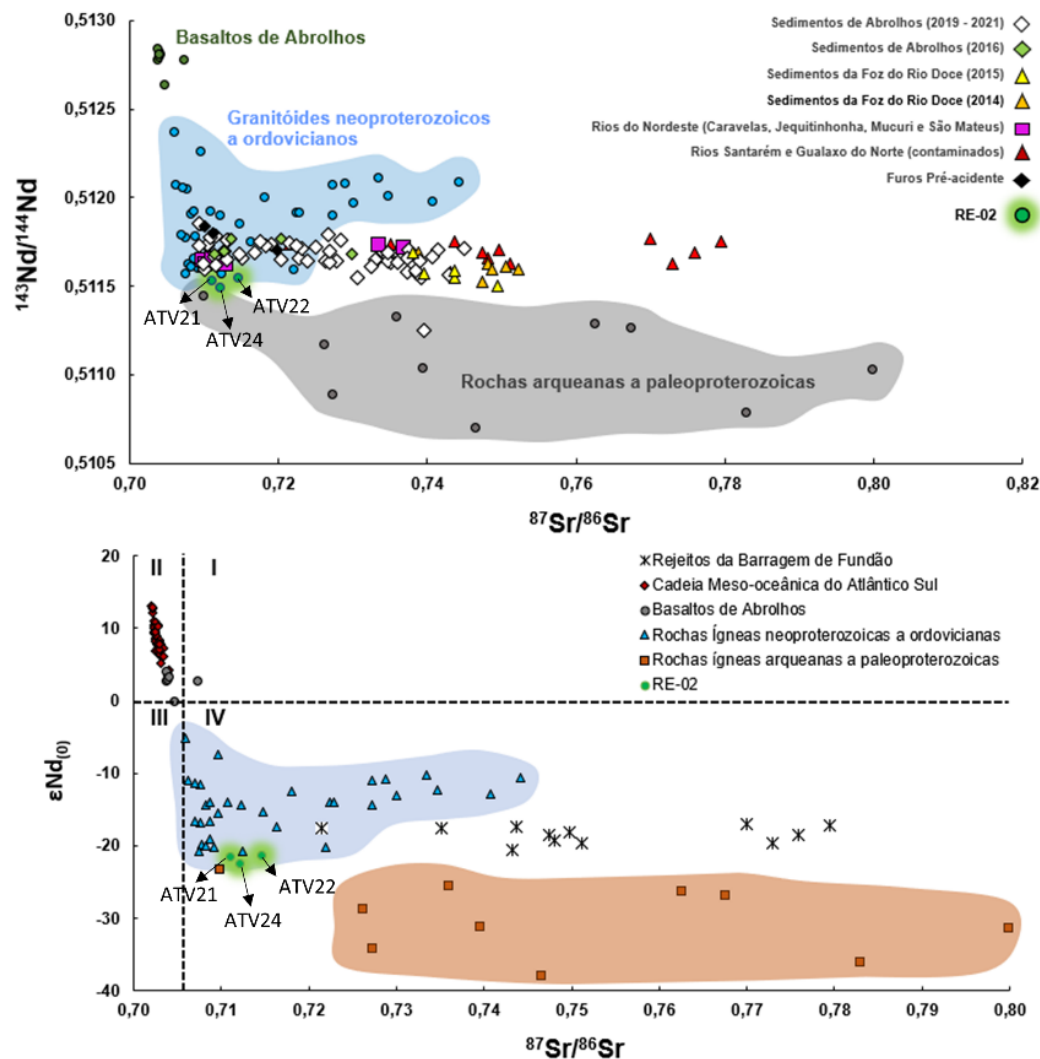 0,5130
0,5125
0,5120
0,5115
0,5110
0,5105
143Nd/144Nd
Basaltos de Abrolhos
Granitóides neoproterozoicos
a ordovicianos
ATV21
ATV24
ATV22
Rochas arqueanas a paleoproterozoicas
Sedimentos de Abrolhos (2019 - 2021)
Sedimentos de Abrolhos (2016)
Sedimentos da Foz do Rio Doce (2015)
Sedimentos da Foz do Rio Doce (2014)
Rios do Nordeste (Caravelas, Jequitinhonha, Mucuri e São Mateus)
Rios Santarém e Gualaxo do Norte (contaminados)
Furos Pré-acidente
RE-02
0,70 0,72 0,74 0,76 0,78 0,80 0,82
87Sr/86Sr
20
10
0
-10
-20
-30
-40
εNd(0)
II I
III IV
Rejeitos da Barragem de Fundão
Cadeia Meso-oceânica do Atlântico Sul
Basaltos de Abrolhos
Rochas Ígneas neoproterozoicas a ordovicianas
Rochas ígneas arqueanas a paleoproterozoicas
RE-02
ATV21
ATV24
ATV22
0,70 0,71 0,72 0,73 0,74 0,75 0,76 0,77 0,78 0,79 0,80
87Sr/86Sr